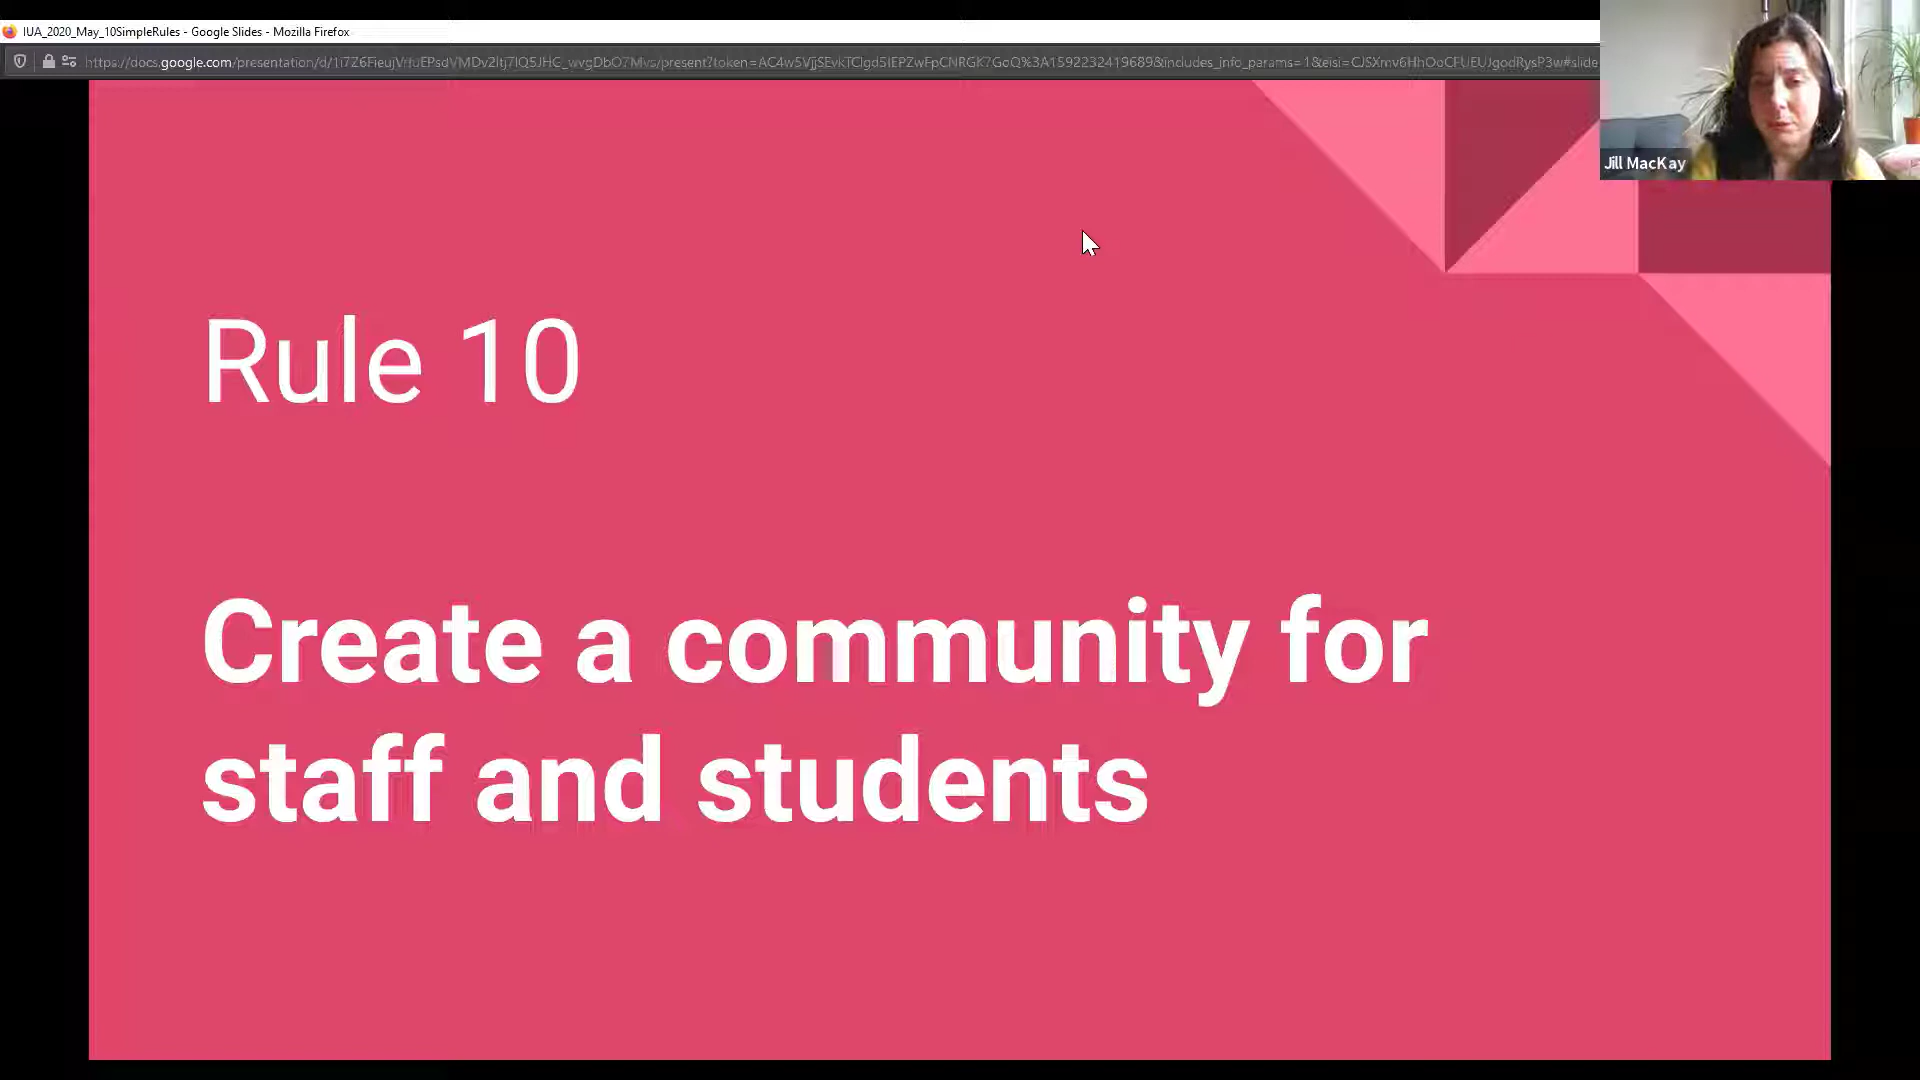 IUA_2020_May_10SimpleRules - Google Slides - Mozilla Firefox
Jill MacKay
Rule 10
Create a community for
staff and students